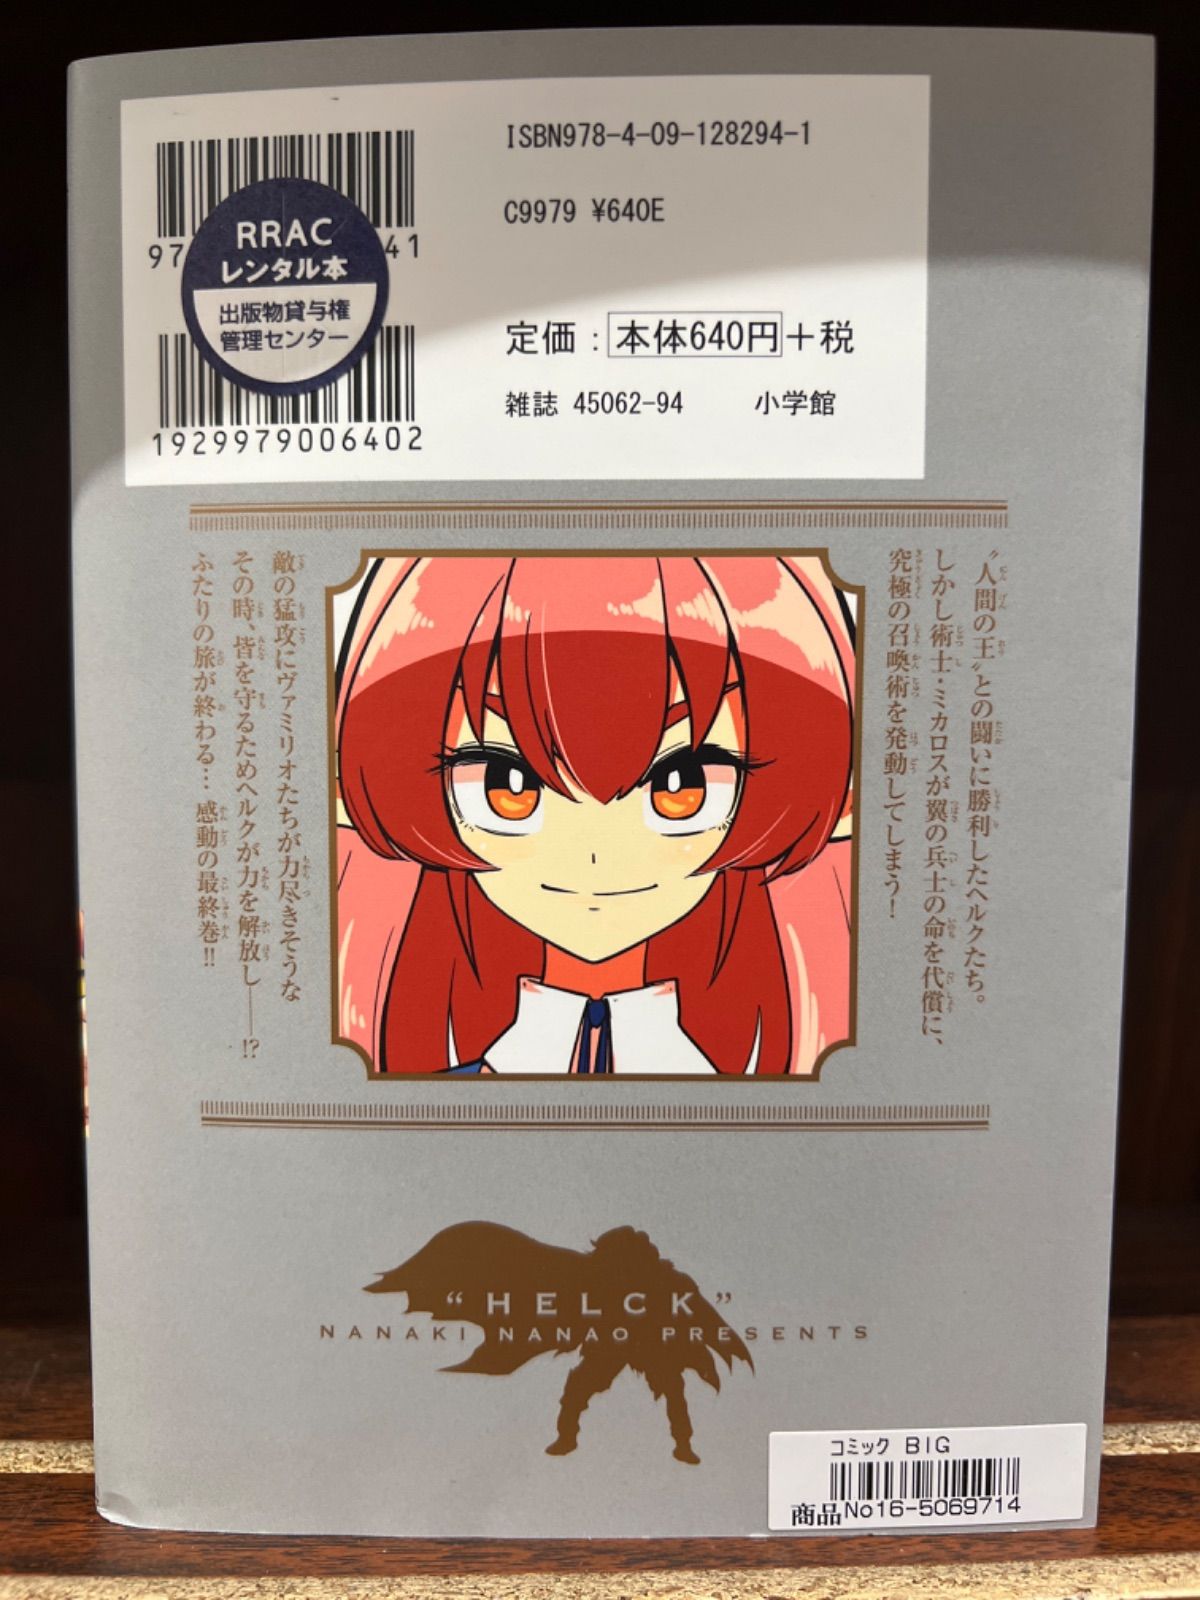 ISBN978-4-09-128294-1
C9979 ¥640E
定価：本体640円＋税
雑誌 45062-94 小学館
97
41
RRAC
レンタル本
出版物貸与権
管理センター
1929979006402
〝人間の王〟との闘いに勝利したヘルクたち。
しかし術士・ミカロスが翼の兵士の命を代償に、
究極の召喚術を発動してしまう！
敵の猛攻にヴァミリオたちが力尽きそうな
その時、皆を守るためヘルクが力を解放し――!?
ふたりの旅が終わる… 感動の最終巻!!
“HELCK”
NANAKI NANAO PRESENTS
コミック BIG
商品No16-5069714